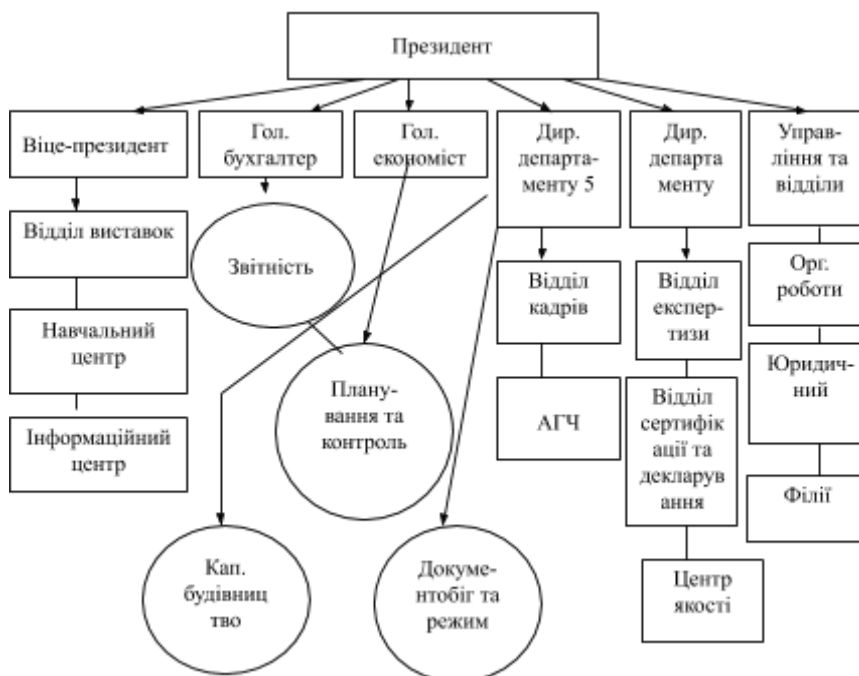 Президент
Віце-президент
Гол.
бухгалтер
Гол.
економіст
Дир.
департа-
менту 5
Дир.
департа
менту
Управ-
ління та
відділи
Відділ виставок
Звітність
Відділ
кадрів
Відділ
експер-
тизи
Орг.
роботи
Навчальний
центр
Плану-
вання та
контроль
АГЧ
Відділ
сертифік
ації та
декларув
ання
Юридич-
ний
Інформаційний
центр
Філії
Кап.
будівниц
тво
Докуме-
нтобіг та
режим
Центр
якості